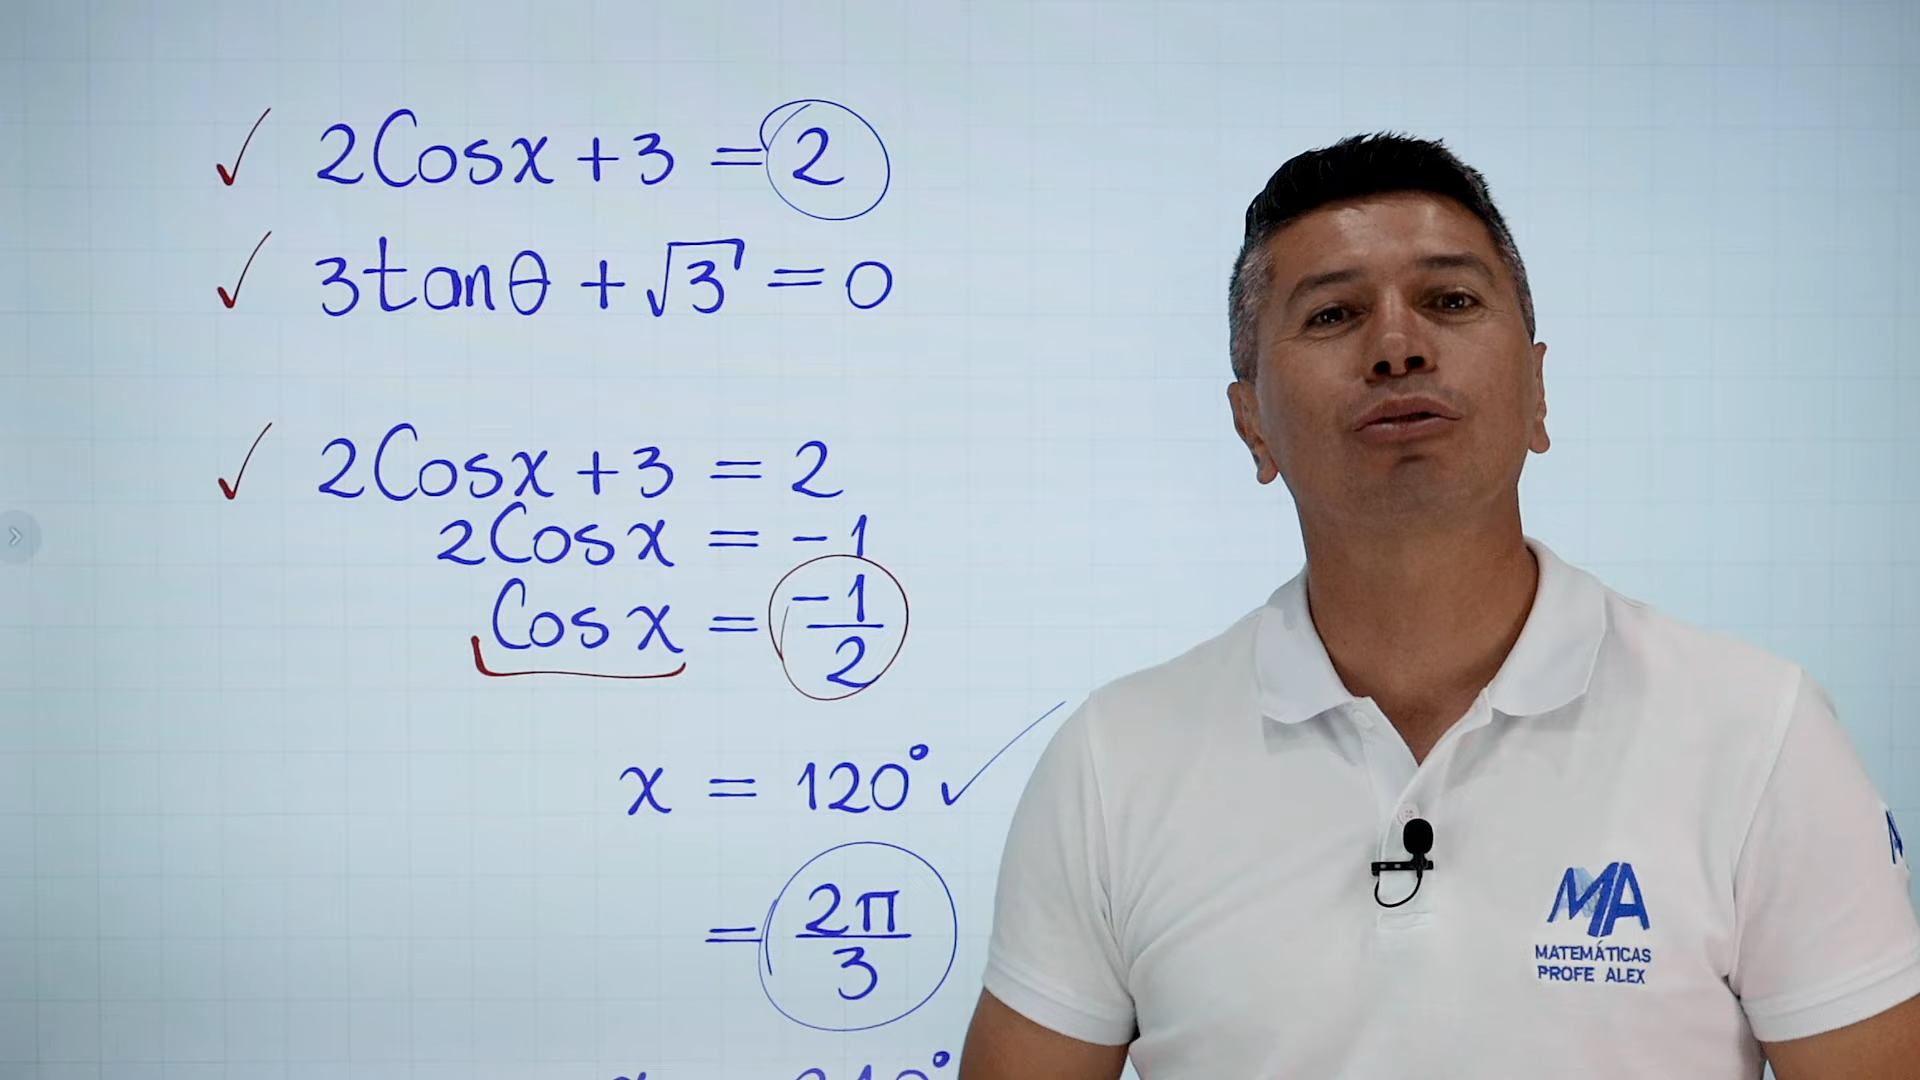 2Cosx + 3 = 2
3tanθ + √3 = 0
2Cosx + 3 = 2
2Cosx = -1
Cosx = -1/2
x = 120°
= 2π/3
MA
MATEMÁTICAS
PROFE ALEX